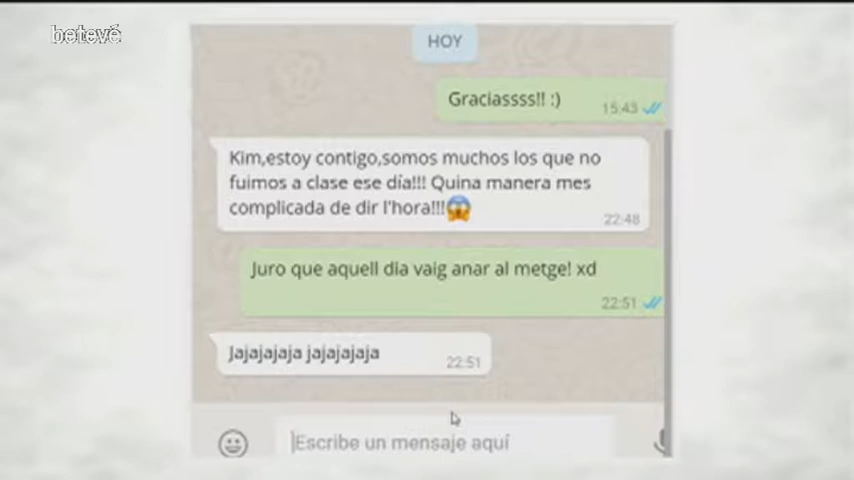 betevé
HOY
Graciassss!! :)
15:43
Kim,estoy contigo,somos muchos los que no
fuimos a clase ese día!!! Quina manera mes
complicada de dir l'hora!!!😱
22:48
Juro que aquell dia vaig anar al metge! xd
22:51
Jajajajaja jajajajaja
22:51
Escribe un mensaje aquí